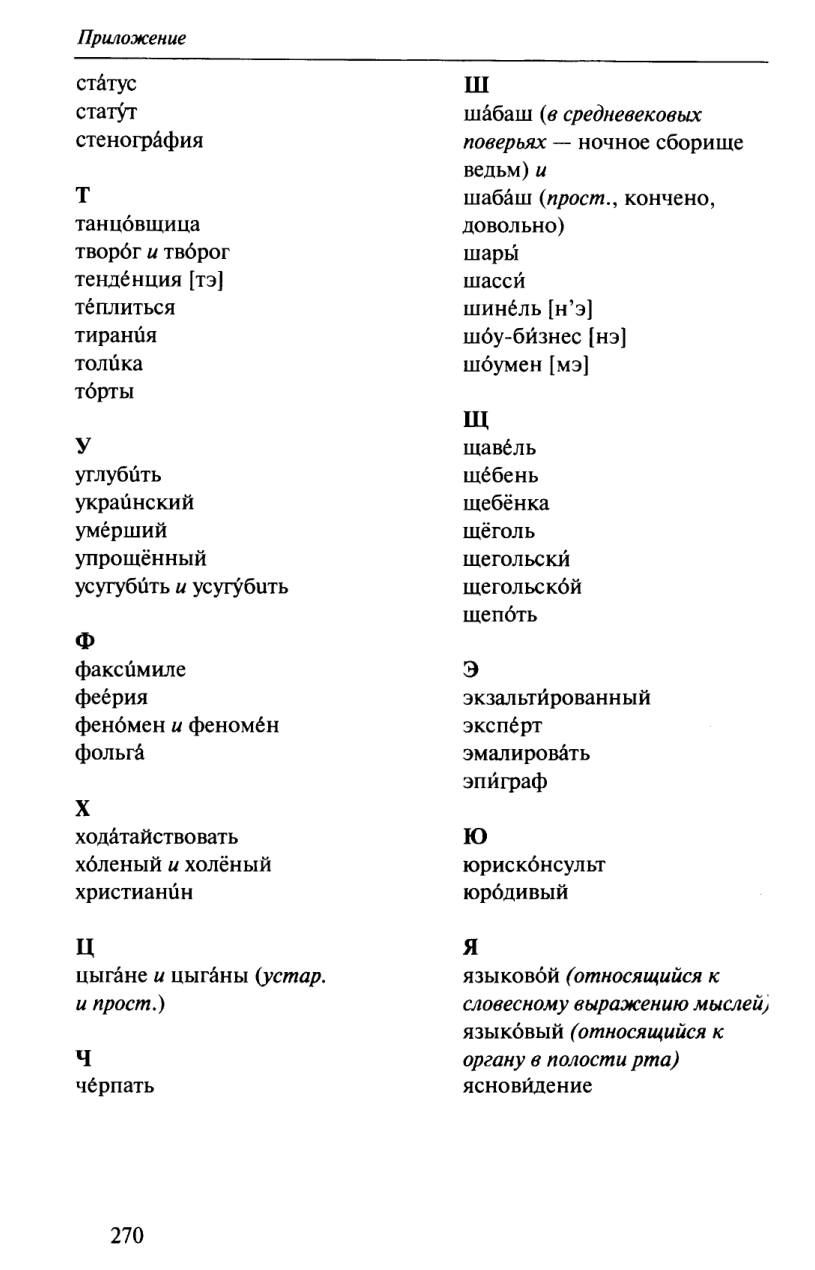 Приложение
ста́тус
стату́т
стеногра́фия
Т
танцо́вщица
творо́г и тво́рог
тенде́нция [тэ]
те́плиться
тирани́я
толи́ка
то́рты
У
углуби́ть
украи́нский
уме́рший
упрощённый
усугуби́ть и усугу́бить
Ф
факси́миле
фее́рия
фено́мен и феноме́н
фольга́
Х
хода́тайствовать
хо́леный и холёный
христиани́н
Ц
цыга́не и цыга́ны (устар.
и прост.)
Ч
че́рпать
Ш
ша́баш (в средневековых
поверьях — ночное сборище
ведьм) и
шаба́ш (прост., кончено,
довольно)
шары́
шасси́
шине́ль [н’э]
шо́у-би́знес [нэ]
шо́умен [мэ]
Щ
щаве́ль
ще́бень
щебёнка
щёголь
щегольски́
щегольско́й
щепо́ть
Э
экзальти́рованный
экспе́рт
эмалирова́ть
эпи́граф
Ю
юриско́нсульт
юро́дивый
Я
языково́й (относящийся к
словесному выражению мыслей)
языко́вый (относящийся к
органу в полости рта)
яснови́дение
270